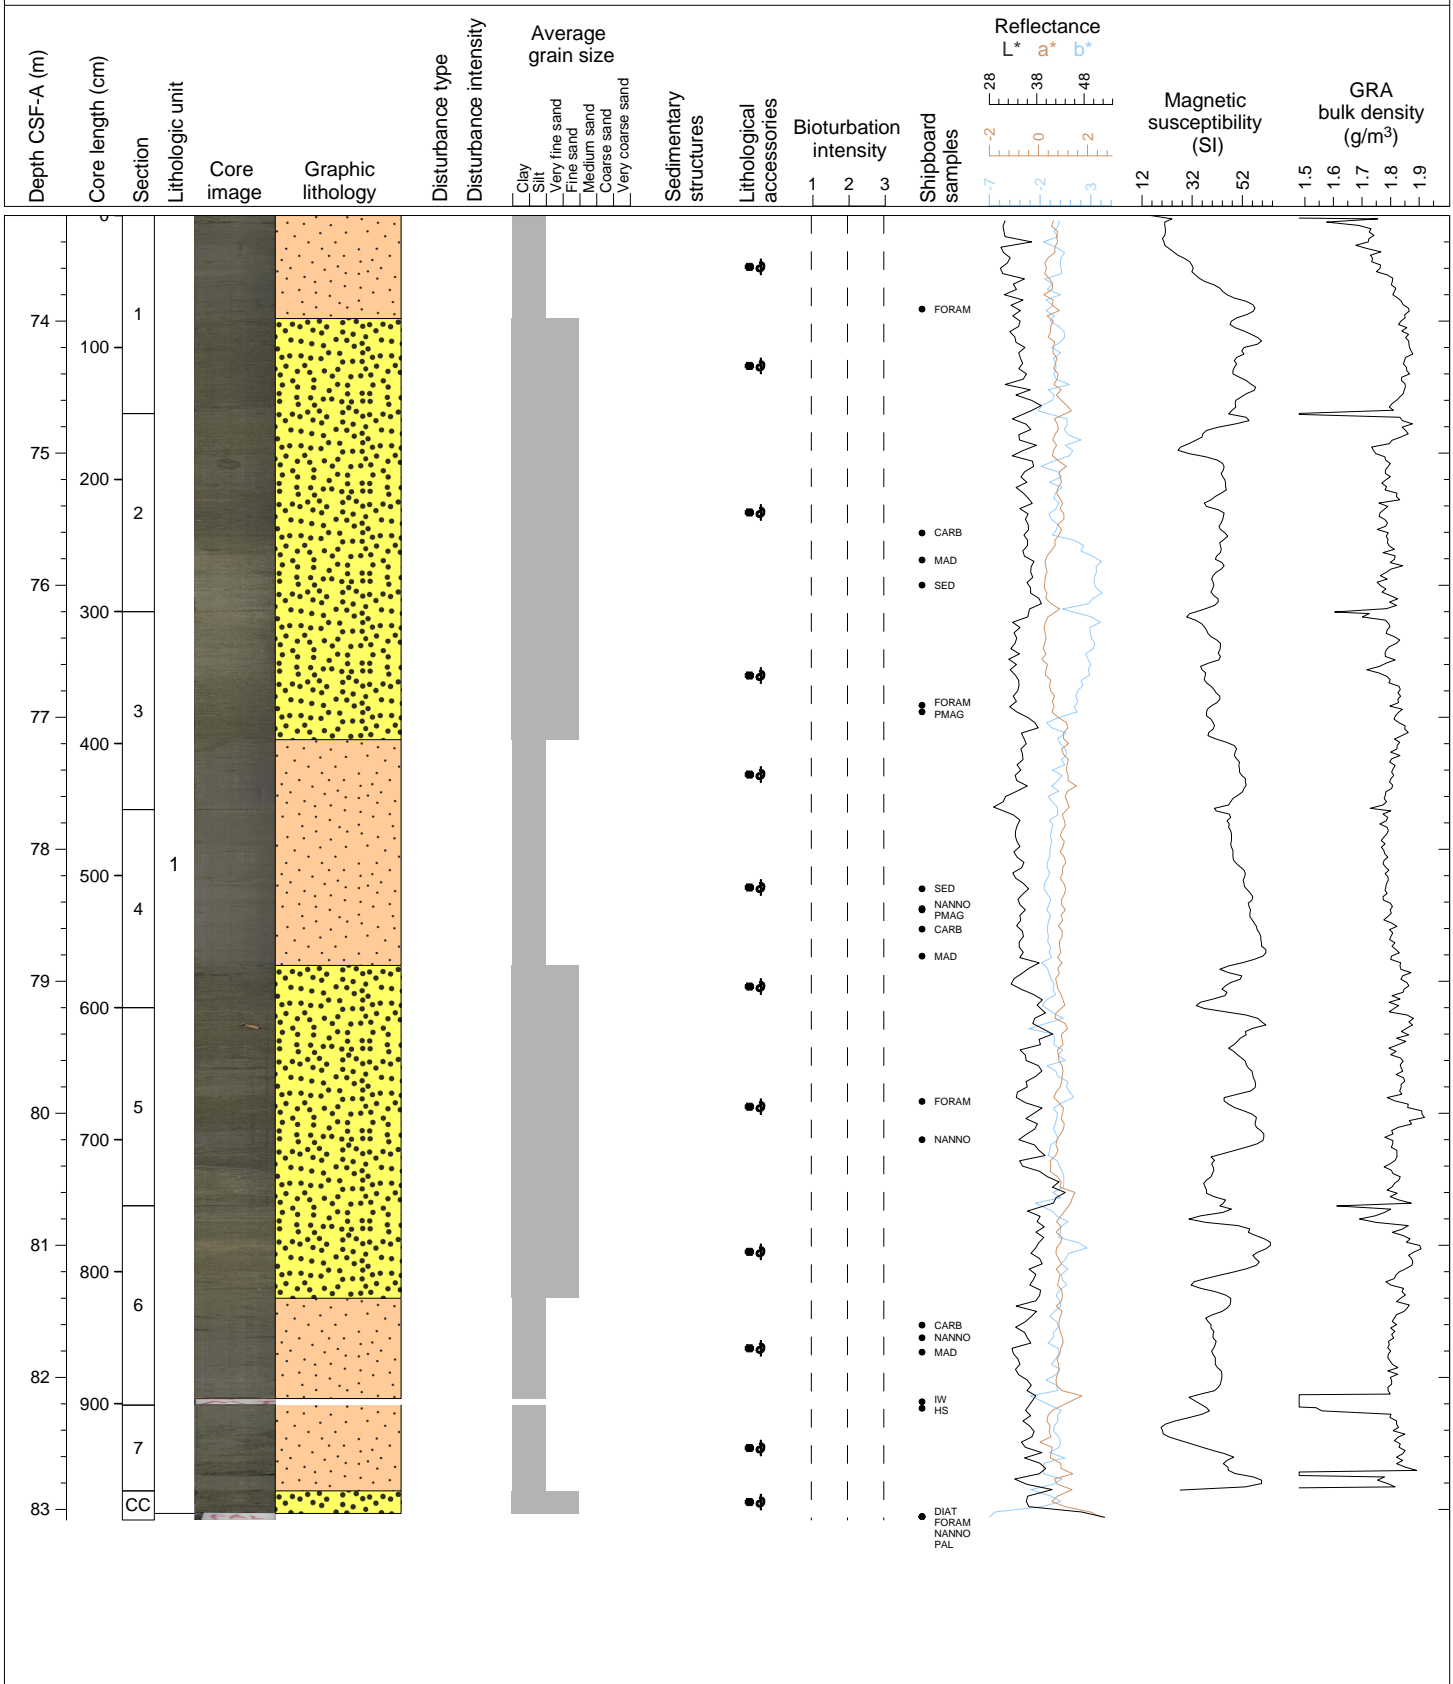 Depth CSF-A (m)
Core length (cm)
Section
Lithologic unit
Core
image
Graphic
lithology
Disturbance type
Disturbance intensity
Average
grain size
Clay
Silt
Very fine sand
Fine sand
Medium sand
Coarse sand
Very coarse sand
Sedimentary
structures
Lithological
accessories
Bioturbation
intensity
1 2 3
Shipboard
samples
Reflectance
L* a* b*
28 38 48
-2 0 2
-7 -2 3
Magnetic
susceptibility
(SI)
12 32 52
GRA
bulk density
(g/m3)
1.5 1.6 1.7 1.8 1.9
0
1
FORAM
74
100
75
200
2
CARB
MAD
76
SED
300
FORAM
3
PMAG
77
400
78
1
500
SED
NANNO
4
PMAG
CARB
MAD
79
600
FORAM
5
80
700
NANNO
81
800
6
CARB
NANNO
MAD
82
900
IW
HS
7
CC
83
DIAT
FORAM
NANNO
PAL